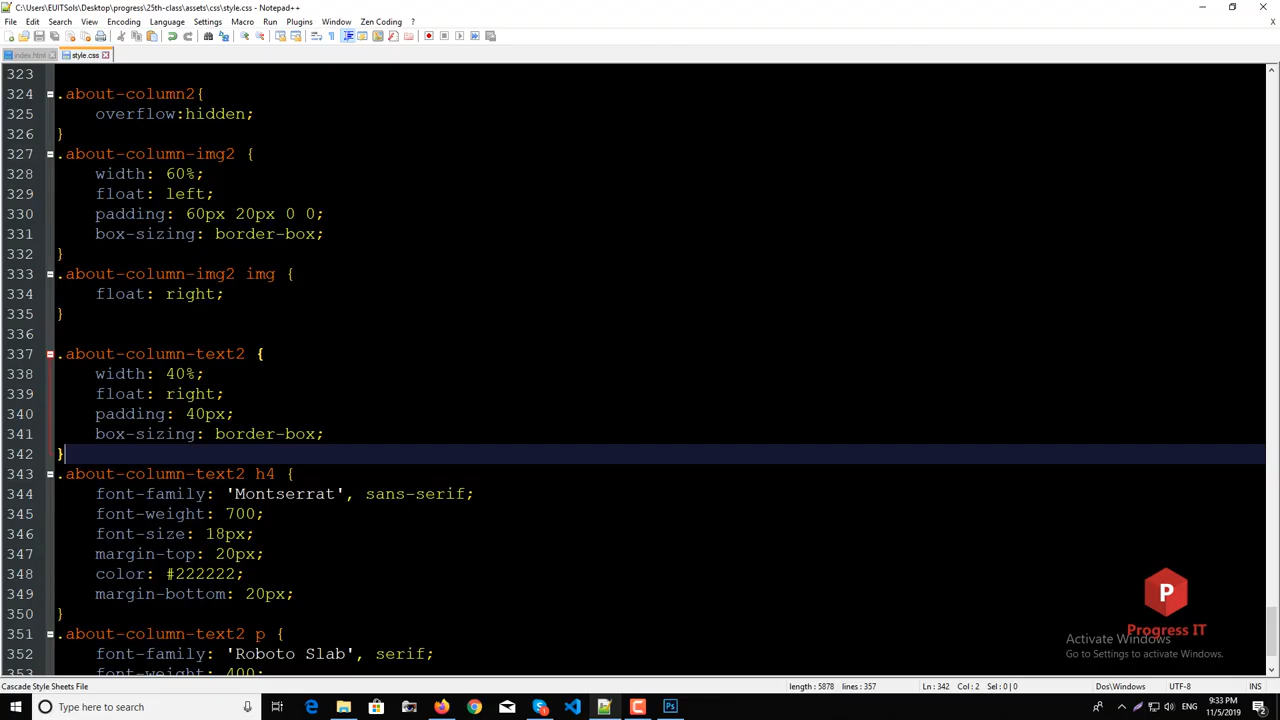 C:\Users\EUITSols\Desktop\progress\25th-class\assets\css\style.css - Notepad++
File Edit Search View Encoding Language Settings Macro Run Plugins Window Zen Coding ?
X
index.html style.css
323
324 .about-column2{
325 overflow:hidden;
326 }
327 .about-column-img2 {
328 width: 60%;
329 float: left;
330 padding: 60px 20px 0 0;
331 box-sizing: border-box;
332 }
333 .about-column-img2 img {
334 float: right;
335 }
336
337 .about-column-text2 {
338 width: 40%;
339 float: right;
340 padding: 40px;
341 box-sizing: border-box;
342 }
343 .about-column-text2 h4 {
344 font-family: 'Montserrat', sans-serif;
345 font-weight: 700;
346 font-size: 18px;
347 margin-top: 20px;
348 color: #222222;
349 margin-bottom: 20px;
350 }
351 .about-column-text2 p {
352 font-family: 'Roboto Slab', serif;
353 font-weight: 400;
P
Progress IT
Activate Windows
Go to Settings to activate Windows.
Cascade Style Sheets File length : 5878 lines : 357 Ln : 342 Col : 2 Sel : 0 | 0 Dos\Windows UTF-8 INS
Type here to search
ENG
9:33 PM
11/5/2019
2